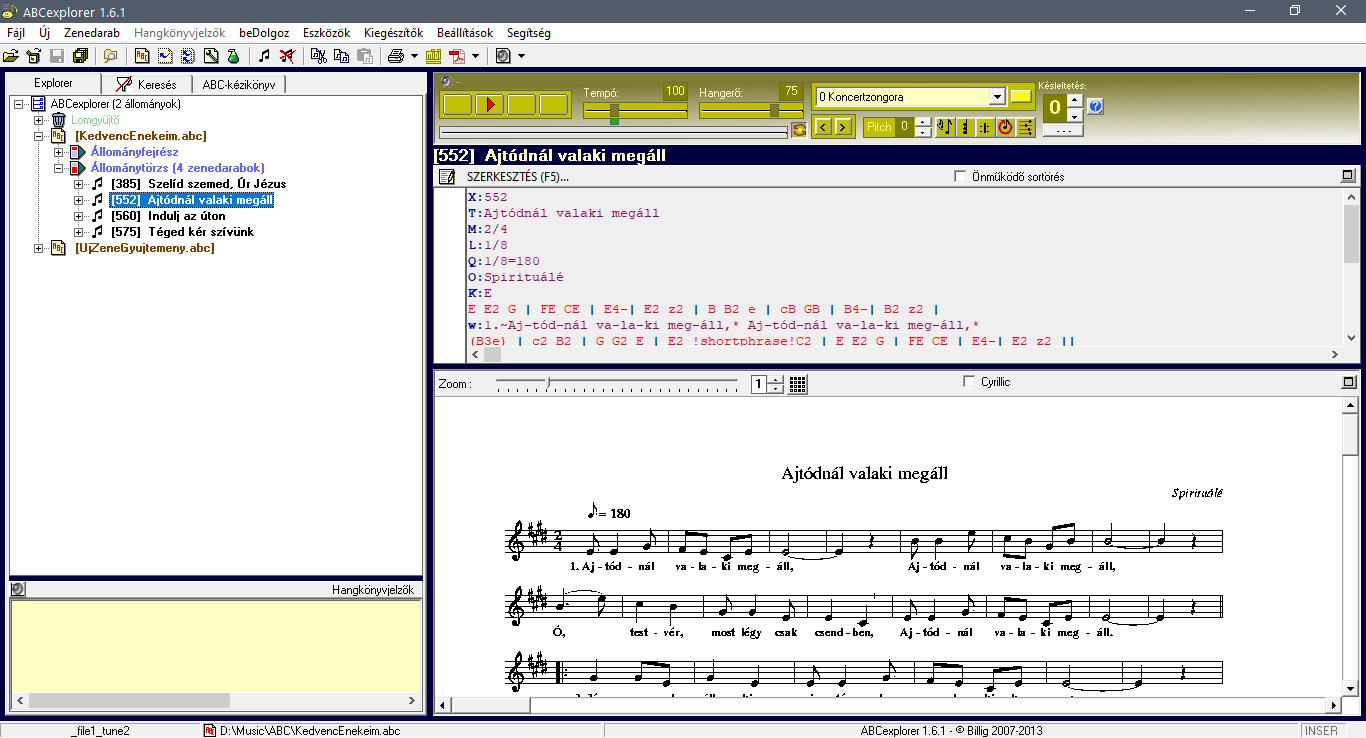 ABCexplorer 1.6.1
Fájl Új Zenedarab Hangkönyvjelzők beDolgoz Eszközök Kiegészítők Beállítások Segítség
Explorer Keresés ABC-kézikönyv
ABCexplorer (2 állományok)
Lomgyűjtő
[KedvencEnekeim.abc]
Állományfejrész
Állománytörzs (4 zenedarabok)
[385] Szelíd szemed, Úr Jézus
[552] Ajtódnál valaki megáll
[560] Indulj az úton
[575] Téged kér szívünk
[UjZeneGyujtemeny.abc]
Hangkönyvjelzők
Tempó: 100
Hangerő: 75
0 Koncertzongora
Késleltetés:
0
Pitch 0
...
[552] Ajtódnál valaki megáll
SZERKESZTÉS (F5)...
Önműködő sortörés
X:552
T:Ajtódnál valaki megáll
M:2/4
L:1/8
Q:1/8=180
O:Spirituálé
K:E
E E2 G | FE CE | E4-| E2 z2 | B B2 e | cB GB | B4-| B2 z2 |
w:1.~Aj-tód-nál va-la-ki meg-áll,* Aj-tód-nál va-la-ki meg-áll,*
(B3e) | c2 B2 | G G2 E | E2 !shortphrase!C2 | E E2 G | FE CE | E4-| E2 z2 ||
Zoom :
1
Cyrillic
Ajtódnál valaki megáll
Spirituálé
= 180
2
4
1. Aj - tód - nál va - la - ki meg - áll, Aj - tód - nál va - la - ki meg - áll,
Ó, test - vér, most légy csak csend - ben, Aj - tód - nál va - la - ki meg - áll.
_file1_tune2
D:\Music\ABC\KedvencEnekeim.abc
ABCexplorer 1.6.1 - © Billig 2007-2013
INSER